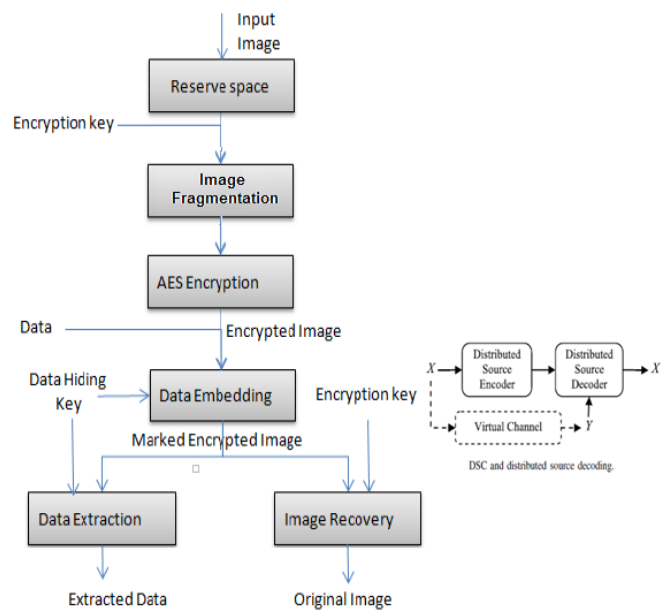 Input
Image
Reserve space
Encryption key
Image
Fragmentation
AES Encryption
Data
Encrypted Image
Data Hiding
Key
Data Embedding
Encryption key
Marked Encrypted Image
Data Extraction
Image Recovery
Extracted Data
Original Image
X
Distributed
Source
Encoder
Distributed
Source
Decoder
X
Virtual Channel
Y
DSC and distributed source decoding.